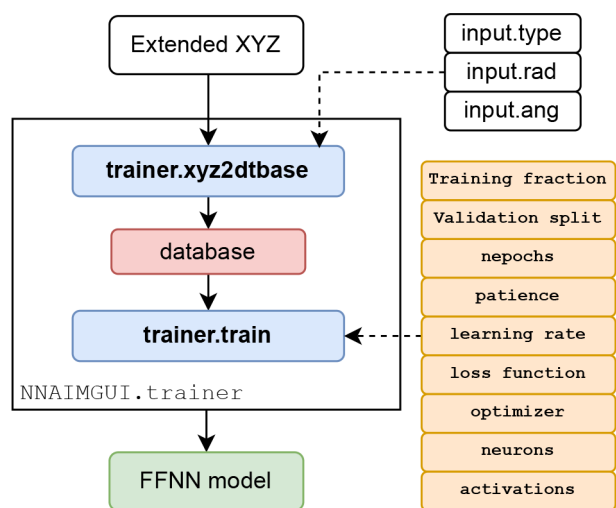 Extended XYZ
input.type
input.rad
input.ang
trainer.xyz2dtbase
database
trainer.train
NNAIMGUI.trainer
FFNN model
Training fraction
Validation split
nepochs
patience
learning rate
loss function
optimizer
neurons
activations